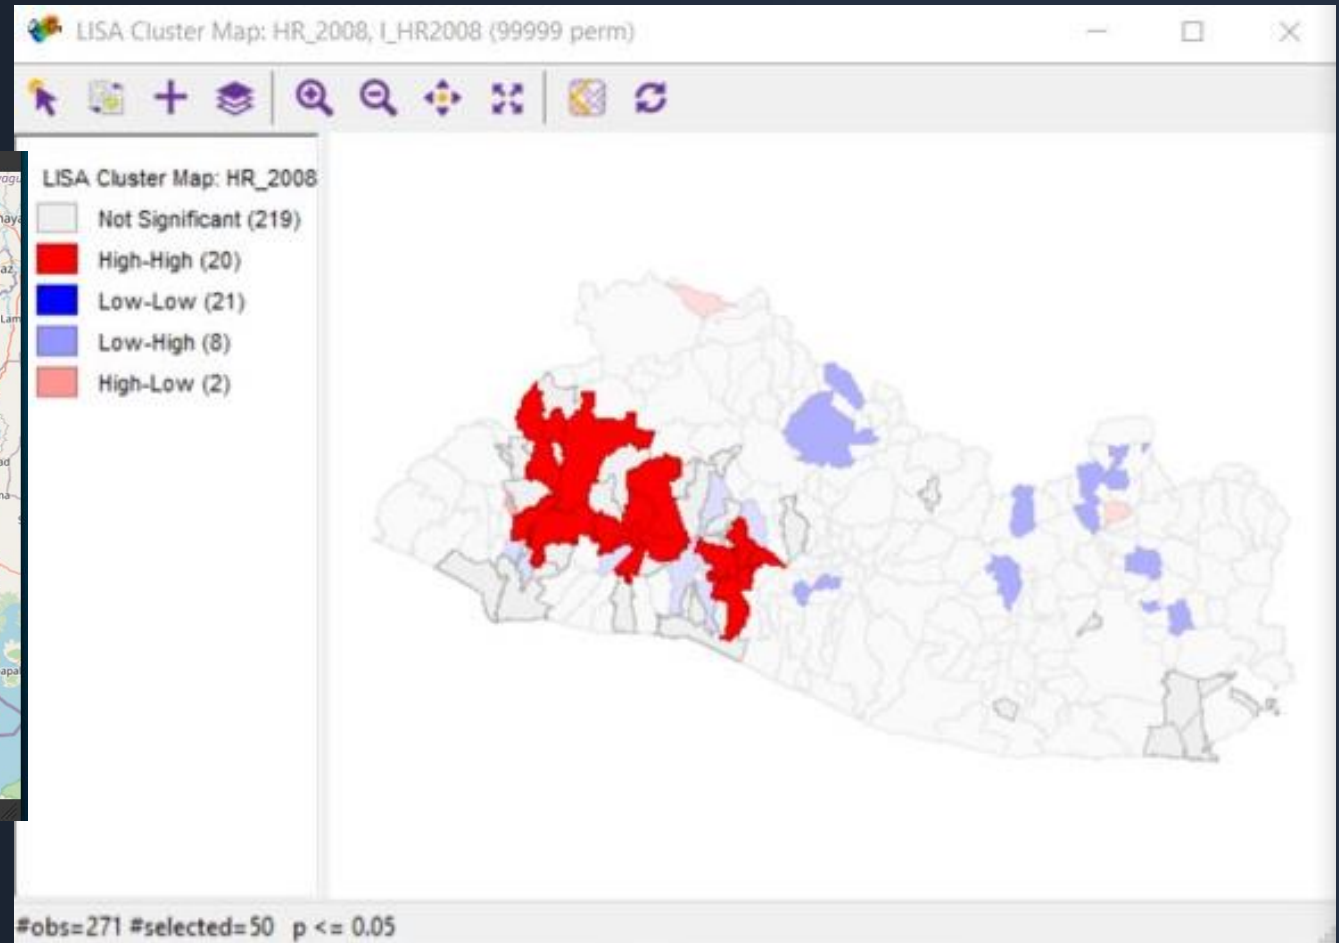 LISA Cluster Map: HR_2008, I_HR2008 (99999 perm)
LISA Cluster Map: HR_2008
Not Significant (219)
High-High (20)
Low-Low (21)
Low-High (8)
High-Low (2)
#obs=271 #selected=50 p <= 0.05